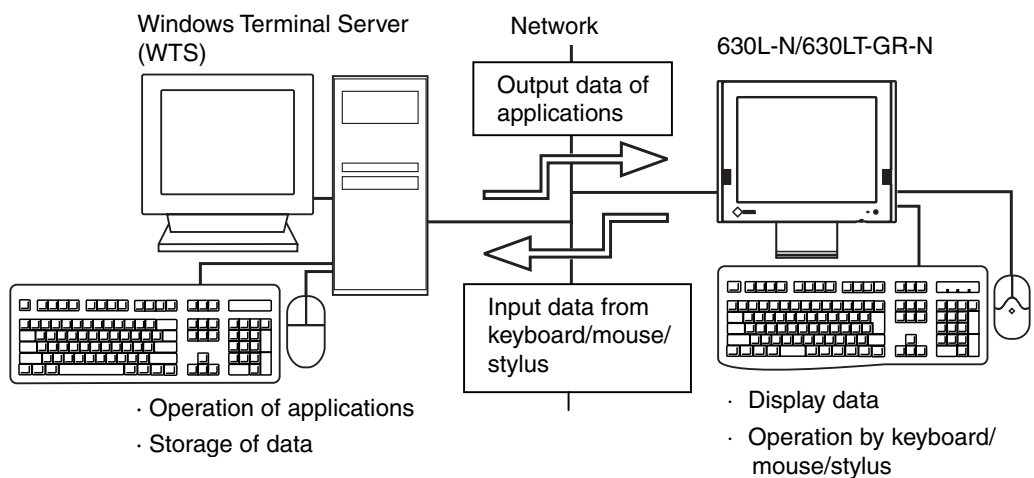 Windows Terminal Server
(WTS)
Network
630L-N/630LT-GR-N
Output data of
applications
Input data from
keyboard/mouse/
stylus
· Operation of applications
· Storage of data
· Display data
· Operation by keyboard/
mouse/stylus